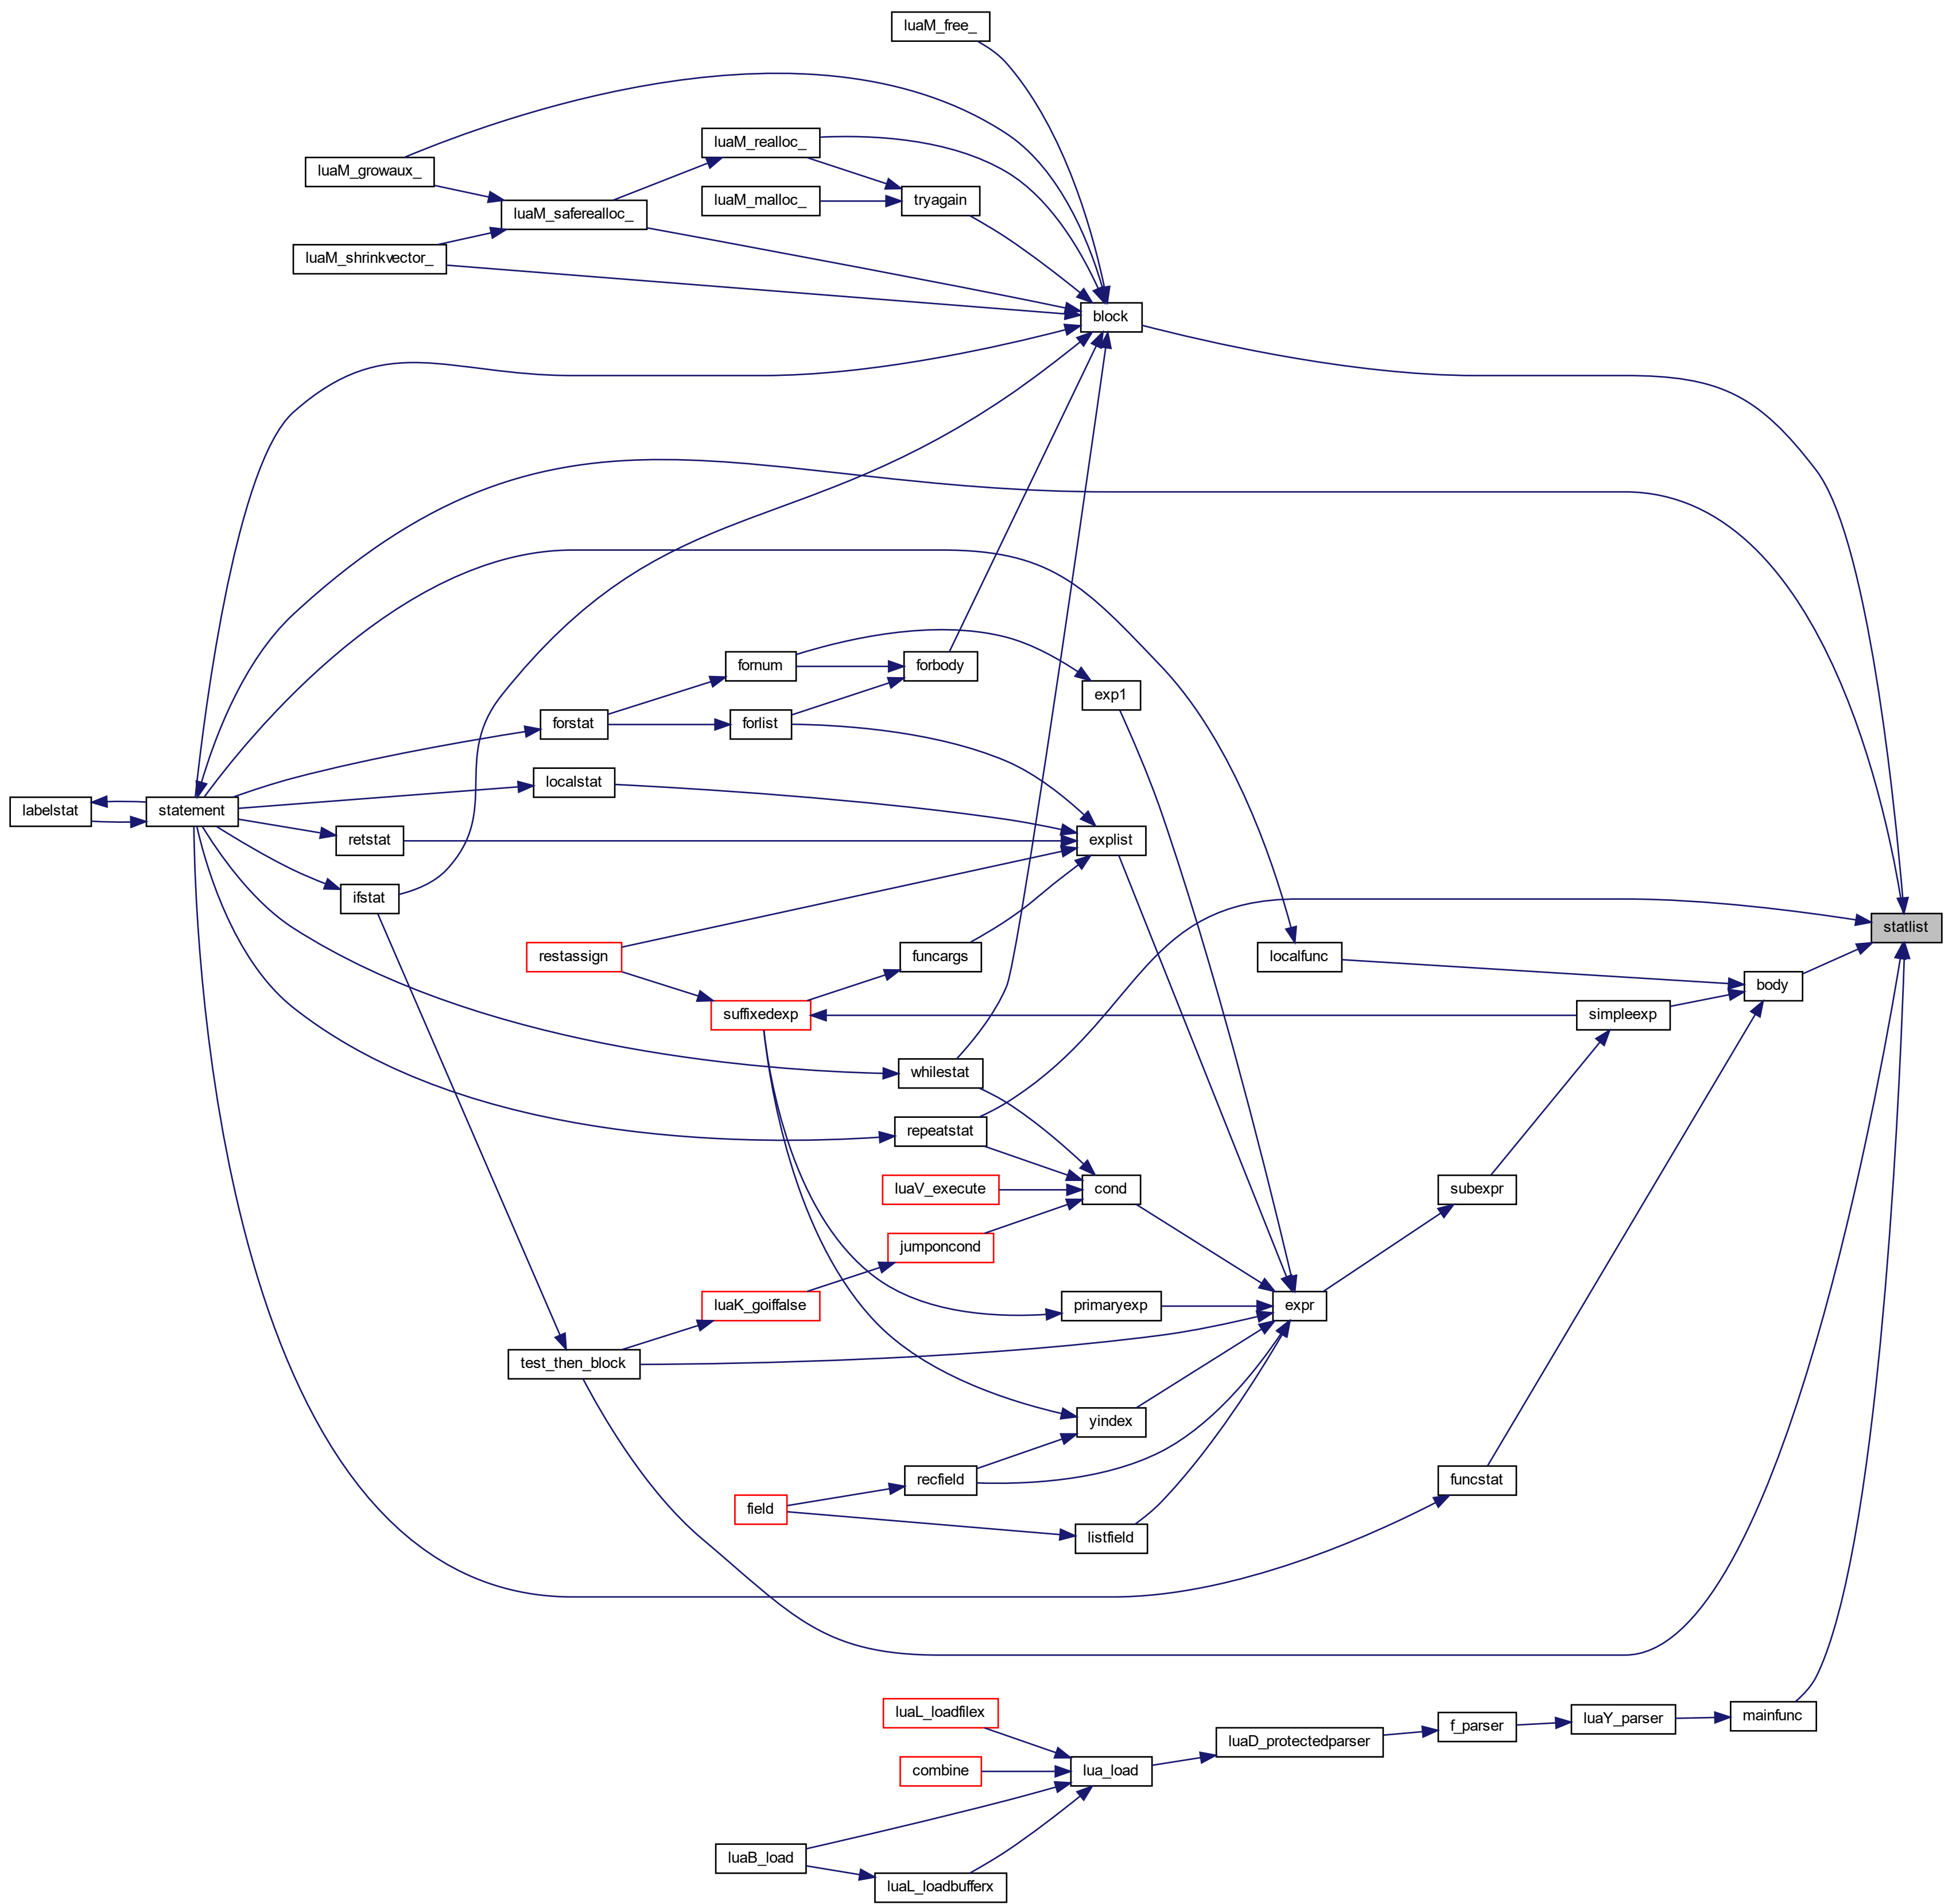 luaM_free_
luaM_realloc_
luaM_growaux_
luaM_malloc_
tryagain
luaM_saferealloc_
luaM_shrinkvector_
block
fornum
forbody
exp1
forstat
forlist
localstat
labelstat
statement
retstat
explist
ifstat
statlist
restassign
funcargs
localfunc
body
suffixedexp
simpleexp
whilestat
repeatstat
luaV_execute
cond
subexpr
jumponcond
luaK_goiffalse
primaryexp
expr
test_then_block
yindex
recfield
funcstat
field
listfield
luaL_loadfilex
mainfunc
luaY_parser
f_parser
luaD_protectedparser
combine
lua_load
luaB_load
luaL_loadbufferx